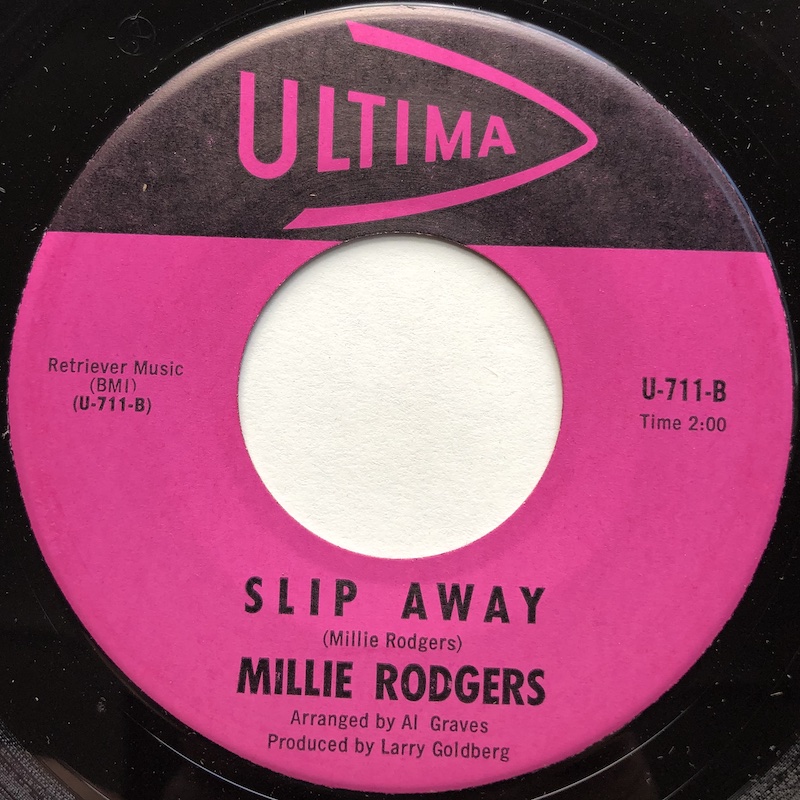 ULTIMA
Retriever Music
(BMI)
(U-711-B)
U-711-B
Time 2:00
SLIP AWAY
(Millie Rodgers)
MILLIE RODGERS
Arranged by Al Graves
Produced by Larry Goldberg